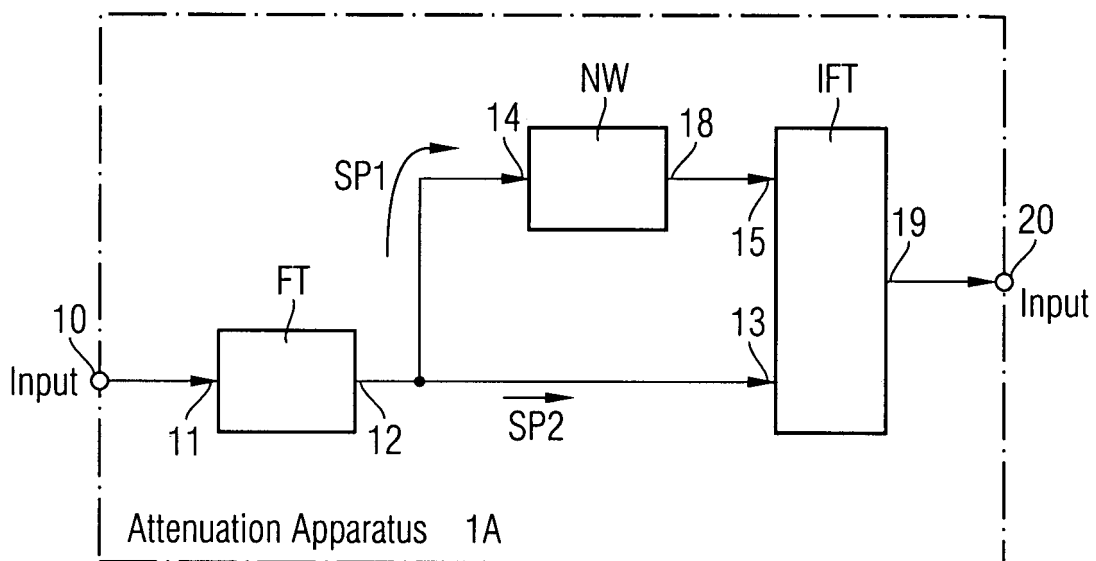 NW
IFT
14
18
SP1
15
19
20
Input
FT
10
13
Input
11
12
SP2
Attenuation Apparatus 1A